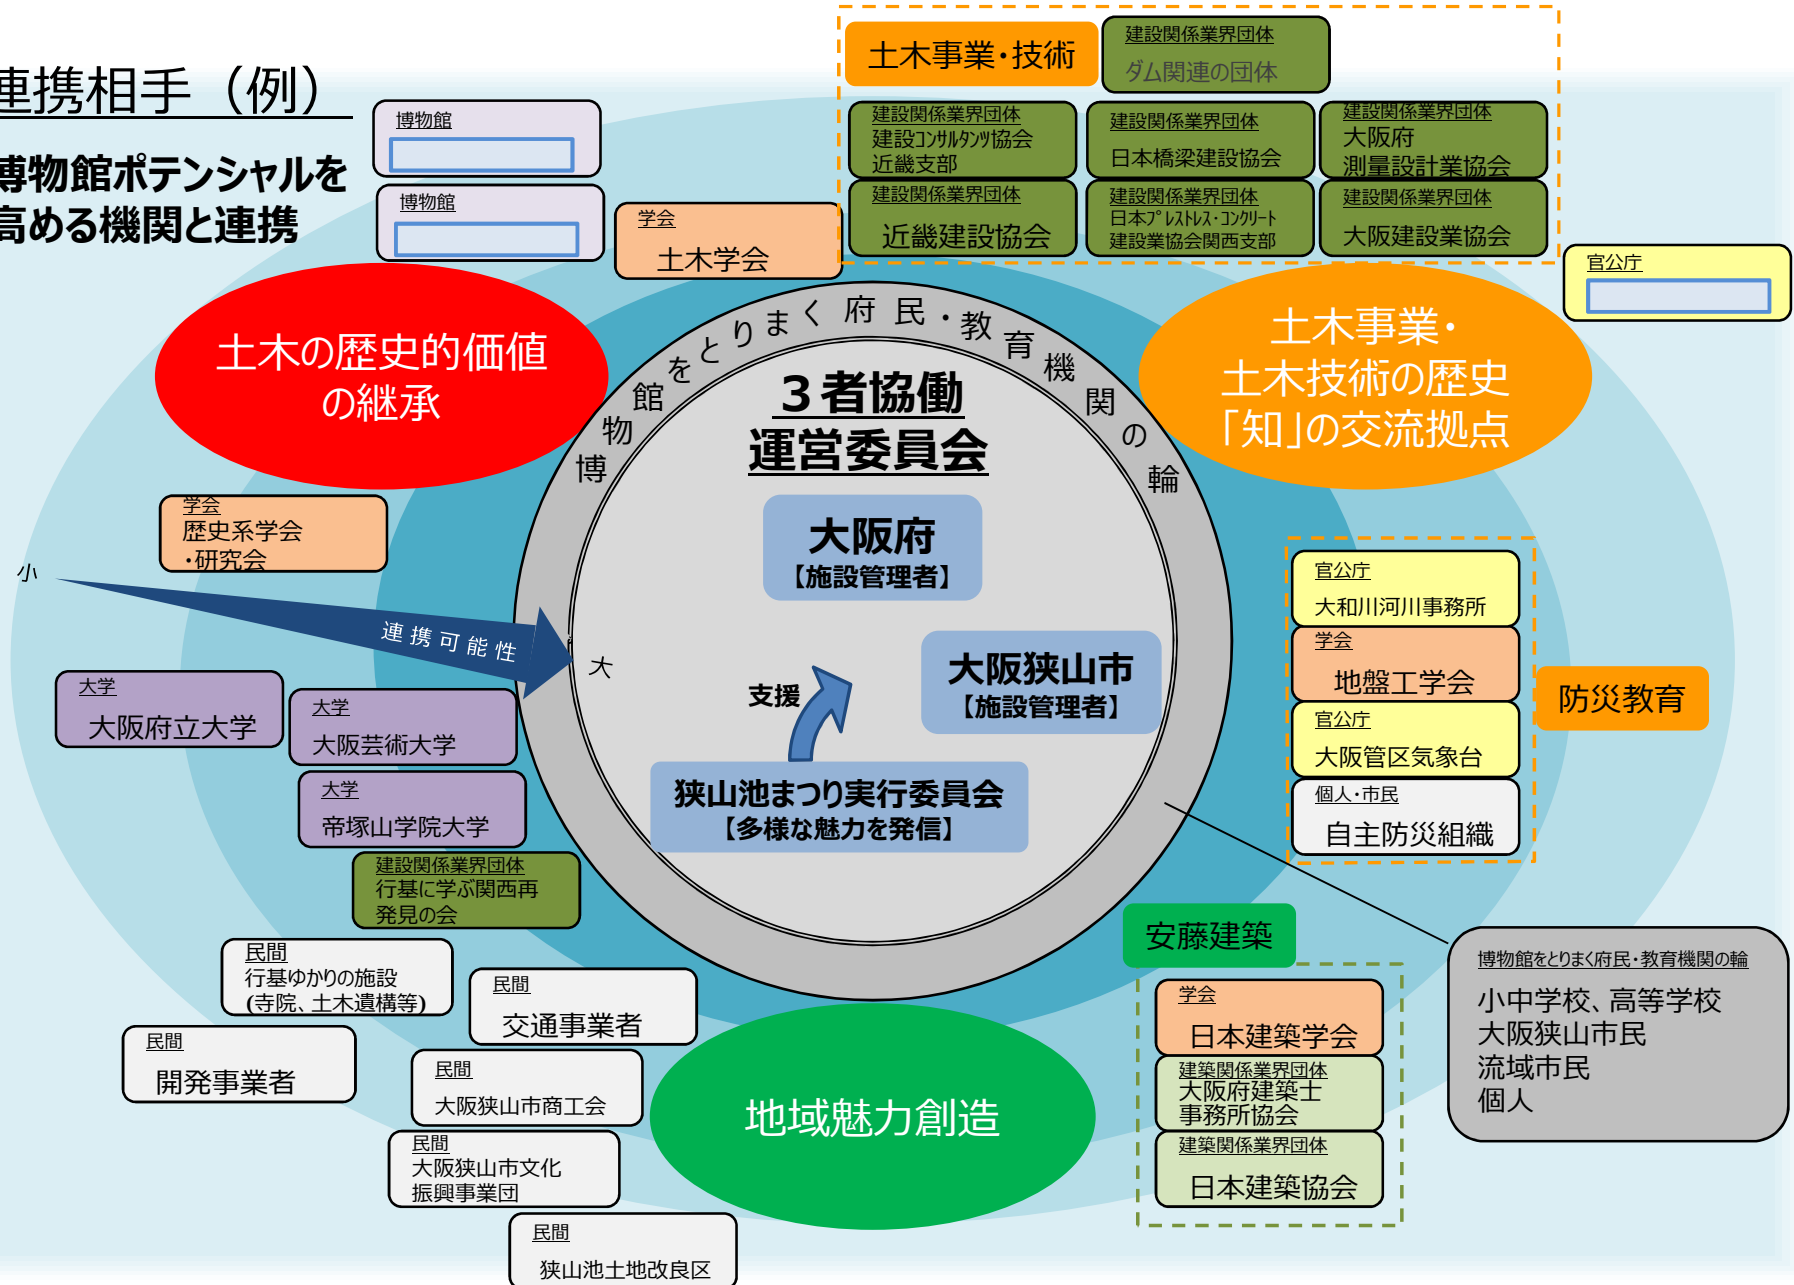 連携相手（例）
博物館ポテンシャルを
高める機関と連携
博物館
博物館
学会
土木学会
土木事業・技術
建設関係業界団体
ダム関連の団体
建設関係業界団体
建設ｺﾝｻﾙﾀﾝﾂ協会
近畿支部
建設関係業界団体
日本橋梁建設協会
建設関係業界団体
大阪府
測量設計業協会
建設関係業界団体
近畿建設協会
建設関係業界団体
日本ﾌﾟﾚｽﾄﾚｽ・ｺﾝｸﾘｰﾄ
建設業協会関西支部
建設関係業界団体
大阪建設業協会
官公庁
土木の歴史的価値
の継承
土木事業・
土木技術の歴史
「知」の交流拠点
博物館をとりまく府民・教育機関の輪
３者協働
運営委員会
大阪府
【施設管理者】
大阪狭山市
【施設管理者】
支援
狭山池まつり実行委員会
【多様な魅力を発信】
学会
歴史系学会
・研究会
小
連携可能性
大
大学
大阪府立大学
大学
大阪芸術大学
大学
帝塚山学院大学
建設関係業界団体
行基に学ぶ関西再
発見の会
民間
行基ゆかりの施設
(寺院、土木遺構等)
民間
交通事業者
民間
開発事業者
民間
大阪狭山市商工会
民間
大阪狭山市文化
振興事業団
民間
狭山池土地改良区
地域魅力創造
官公庁
大和川河川事務所
学会
地盤工学会
官公庁
大阪管区気象台
個人・市民
自主防災組織
防災教育
安藤建築
学会
日本建築学会
建築関係業界団体
大阪府建築士
事務所協会
建築関係業界団体
日本建築協会
博物館をとりまく府民・教育機関の輪
小中学校、高等学校
大阪狭山市民
流域市民
個人